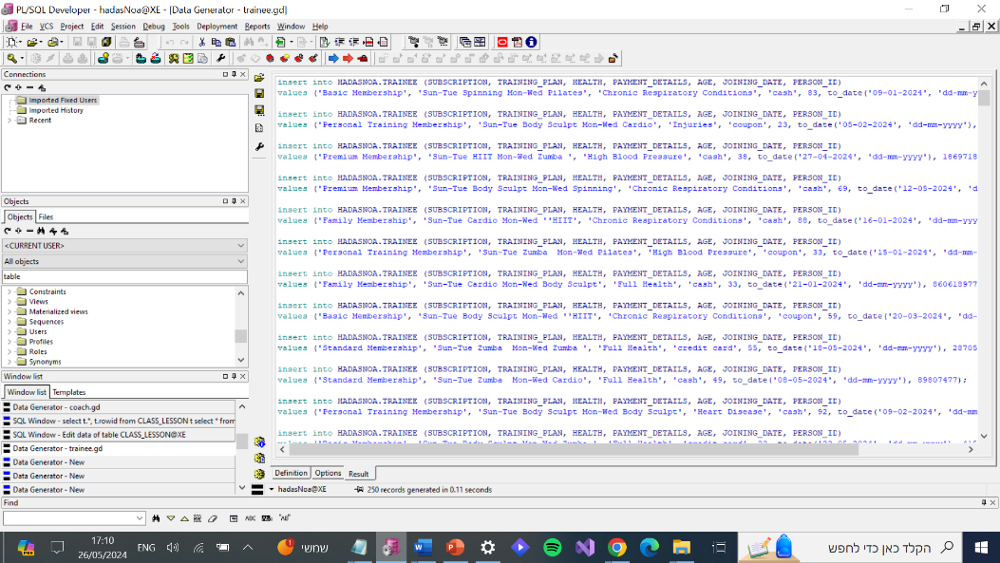 PL/SQL Developer - hadasNoa@XE - [Data Generator - trainee.gd]
File VCS Project Edit Session Debug Tools Deployment Reports Window Help
Connections
Imported Fixed Users
Imported History
Recent
Objects
Objects Files
<CURRENT USER>
All objects
table
Constraints
Views
Materialized views
Sequences
Users
Profiles
Roles
Synonyms
Window list
Window list Templates
Data Generator - coach.gd
SQL Window - select t.*, t.rowid from CLASS_LESSON t select * from
SQL Window - Edit data of table CLASS_LESSON@XE
Data Generator - trainee.gd
Data Generator - New
Data Generator - New
Data Generator - New
insert into HADASNOA.TRAINEE (SUBSCRIPTION, TRAINING_PLAN, HEALTH, PAYMENT_DETAILS, AGE, JOINING_DATE, PERSON_ID)
values ('Basic Membership', 'Sun-Tue Spinning Mon-Wed Pilates', 'Chronic Respiratory Conditions', 'cash', 83, to_date('09-01-2024', 'dd-mm-y
insert into HADASNOA.TRAINEE (SUBSCRIPTION, TRAINING_PLAN, HEALTH, PAYMENT_DETAILS, AGE, JOINING_DATE, PERSON_ID)
values ('Personal Training Membership', 'Sun-Tue Body Sculpt Mon-Wed Cardio', 'Injuries', 'coupon', 23, to_date('05-02-2024', 'dd-mm-yyyy'),
insert into HADASNOA.TRAINEE (SUBSCRIPTION, TRAINING_PLAN, HEALTH, PAYMENT_DETAILS, AGE, JOINING_DATE, PERSON_ID)
values ('Premium Membership', 'Sun-Tue HIIT Mon-Wed Zumba ', 'High Blood Pressure', 'cash', 38, to_date('27-04-2024', 'dd-mm-yyyy'), 1869718
insert into HADASNOA.TRAINEE (SUBSCRIPTION, TRAINING_PLAN, HEALTH, PAYMENT_DETAILS, AGE, JOINING_DATE, PERSON_ID)
values ('Premium Membership', 'Sun-Tue Body Sculpt Mon-Wed Spinning', 'Chronic Respiratory Conditions', 'cash', 69, to_date('12-05-2024', 'd
insert into HADASNOA.TRAINEE (SUBSCRIPTION, TRAINING_PLAN, HEALTH, PAYMENT_DETAILS, AGE, JOINING_DATE, PERSON_ID)
values ('Family Membership', 'Sun-Tue Cardio Mon-Wed ''HIIT', 'Chronic Respiratory Conditions', 'cash', 88, to_date('16-01-2024', 'dd-mm-yyy
insert into HADASNOA.TRAINEE (SUBSCRIPTION, TRAINING_PLAN, HEALTH, PAYMENT_DETAILS, AGE, JOINING_DATE, PERSON_ID)
values ('Personal Training Membership', 'Sun-Tue Zumba  Mon-Wed Pilates', 'High Blood Pressure', 'coupon', 33, to_date('15-01-2024', 'dd-mm-
insert into HADASNOA.TRAINEE (SUBSCRIPTION, TRAINING_PLAN, HEALTH, PAYMENT_DETAILS, AGE, JOINING_DATE, PERSON_ID)
values ('Family Membership', 'Sun-Tue Cardio Mon-Wed Body Sculpt', 'Full Health', 'cash', 33, to_date('21-01-2024', 'dd-mm-yyyy'), 860618977
insert into HADASNOA.TRAINEE (SUBSCRIPTION, TRAINING_PLAN, HEALTH, PAYMENT_DETAILS, AGE, JOINING_DATE, PERSON_ID)
values ('Basic Membership', 'Sun-Tue Body Sculpt Mon-Wed ''HIIT', 'Chronic Respiratory Conditions', 'coupon', 59, to_date('20-03-2024', 'dd-
insert into HADASNOA.TRAINEE (SUBSCRIPTION, TRAINING_PLAN, HEALTH, PAYMENT_DETAILS, AGE, JOINING_DATE, PERSON_ID)
values ('Standard Membership', 'Sun-Tue Zumba  Mon-Wed Zumba ', 'Full Health', 'credit card', 55, to_date('18-05-2024', 'dd-mm-yyyy'), 28705
insert into HADASNOA.TRAINEE (SUBSCRIPTION, TRAINING_PLAN, HEALTH, PAYMENT_DETAILS, AGE, JOINING_DATE, PERSON_ID)
values ('Standard Membership', 'Sun-Tue Zumba  Mon-Wed Cardio', 'Full Health', 'cash', 49, to_date('08-05-2024', 'dd-mm-yyyy'), 89807477);
insert into HADASNOA.TRAINEE (SUBSCRIPTION, TRAINING_PLAN, HEALTH, PAYMENT_DETAILS, AGE, JOINING_DATE, PERSON_ID)
values ('Personal Training Membership', 'Sun-Tue Body Sculpt Mon-Wed Body Sculpt', 'Heart Disease', 'cash', 92, to_date('09-02-2024', 'dd-mm
insert into HADASNOA.TRAINEE (SUBSCRIPTION, TRAINING_PLAN, HEALTH, PAYMENT_DETAILS, AGE, JOINING_DATE, PERSON_ID)
Definition Options Result
hadasNoa@XE 250 records generated in 0.11 seconds
Find
ABC "AB"
17:10
26/05/2024
ENG
שמשי
הקלד כאן כדי לחפש